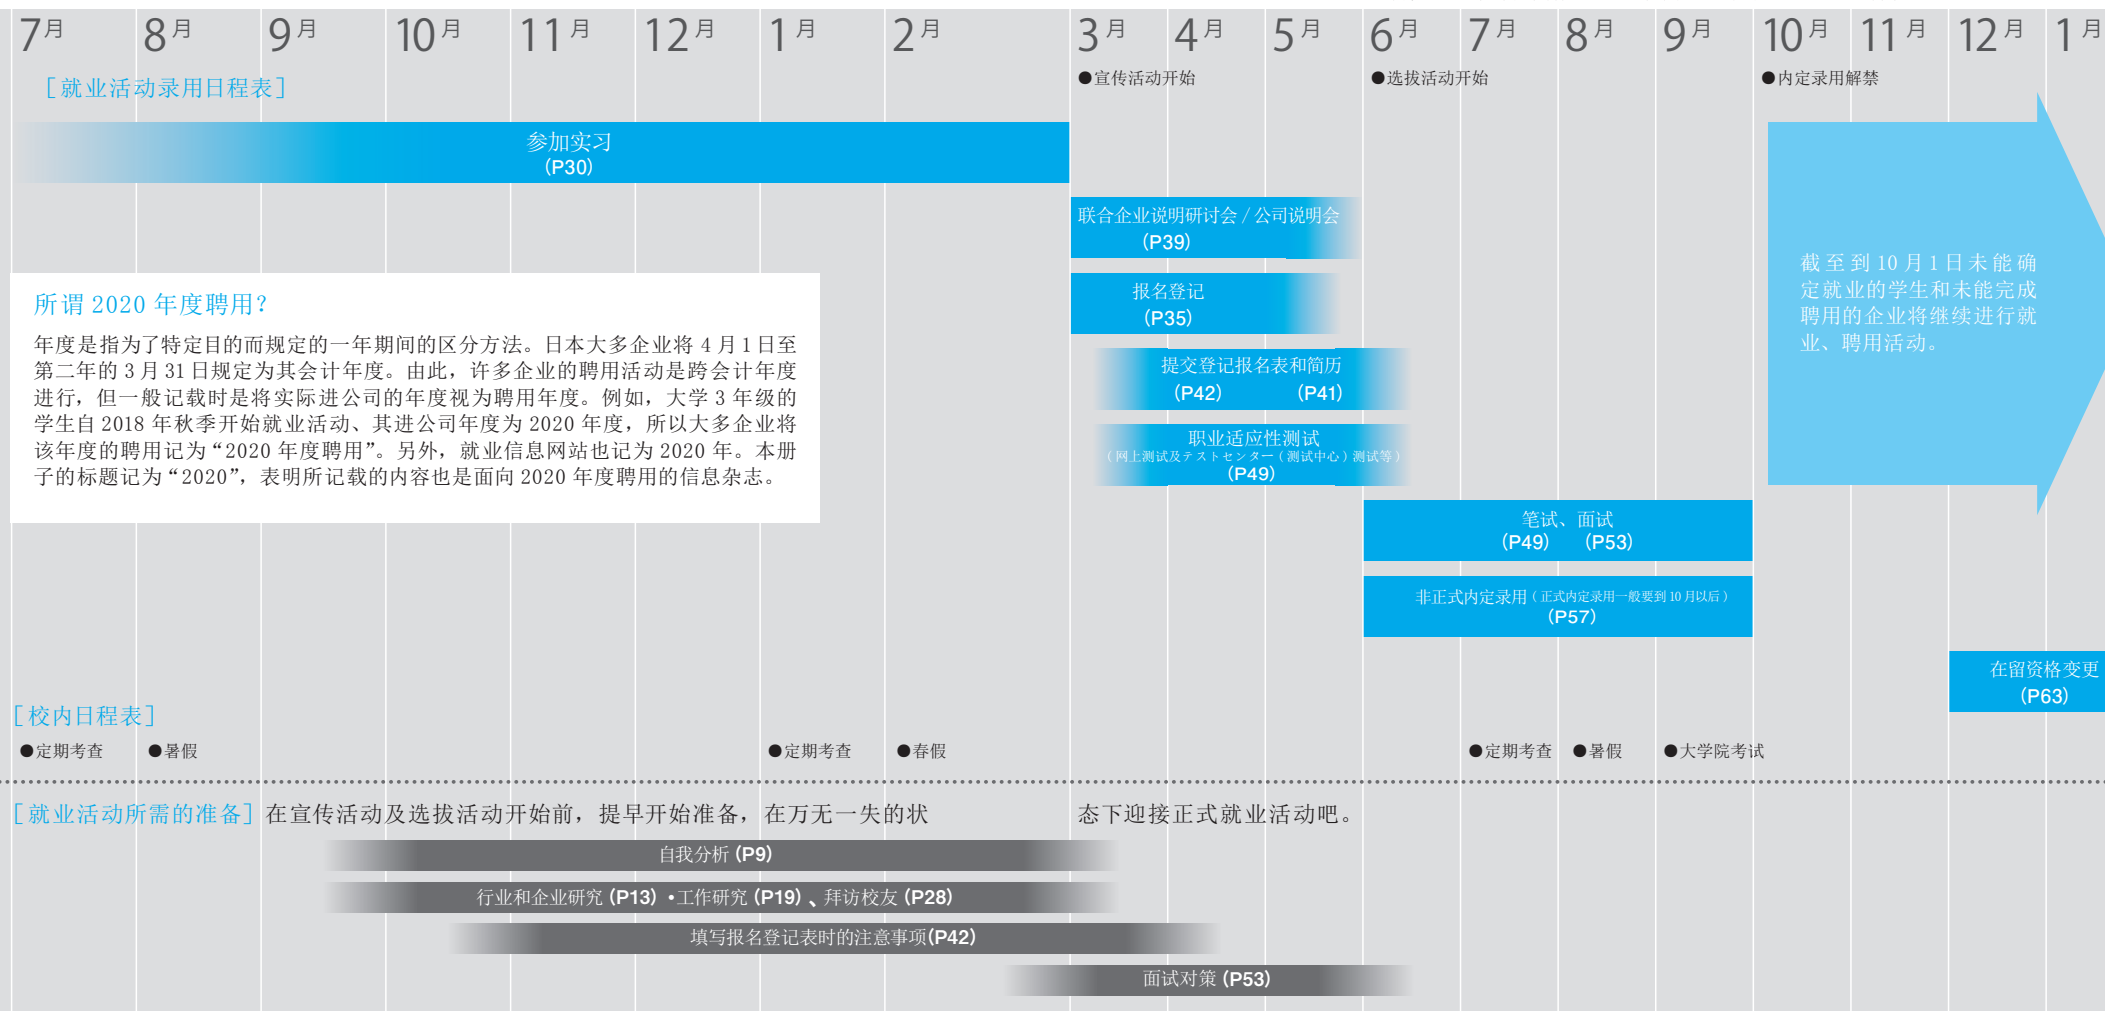 7月 8月 9月 10月 11月 12月 1月 2月 3月 4月 5月 6月 7月 8月 9月 10月 11月 12月 1月
[就业活动录用日程表]
●宣传活动开始
●选拔活动开始
●内定录用解禁
参加实习
(P30)
联合企业说明研讨会/公司说明会
(P39)
报名登记
(P35)
提交登记报名表和简历
(P42) (P41)
职业适应性测试
(网上测试及テストセンター(测试中心)测试等)
(P49)
笔试、面试
(P49) (P53)
非正式内定录用(正式内定录用一般要到10月以后)
(P57)
截至到10月1日未能确
定就业的学生和未能完成
聘用的企业将继续进行就
业、聘用活动。
在留资格变更
(P63)
所谓 2020 年度聘用?
年度是指为了特定目的而规定的一年期间的区分方法。日本大多企业将 4 月 1 日至
第二年的 3 月 31 日规定为其会计年度。由此，许多企业的聘用活动是跨会计年度
进行，但一般记载时是将实际进公司的年度视为聘用年度。例如，大学 3 年级的
学生自 2018 年秋季开始就业活动、其进公司年度为 2020 年度，所以大多企业将
该年度的聘用记为“2020 年度聘用”。另外，就业信息网站也记为 2020 年。本册
子的标题记为“2020”，表明所记载的内容也是面向 2020 年度聘用的信息杂志。
[校内日程表]
●定期考查 ●暑假 ●定期考查 ●春假 ●定期考查 ●暑假 ●大学院考试
[就业活动所需的准备] 在宣传活动及选拔活动开始前，提早开始准备，在万无一失的状 态下迎接正式就业活动吧。
自我分析 (P9)
行业和企业研究 (P13) •工作研究 (P19)、拜访校友 (P28)
填写报名登记表时的注意事项(P42)
面试对策 (P53)